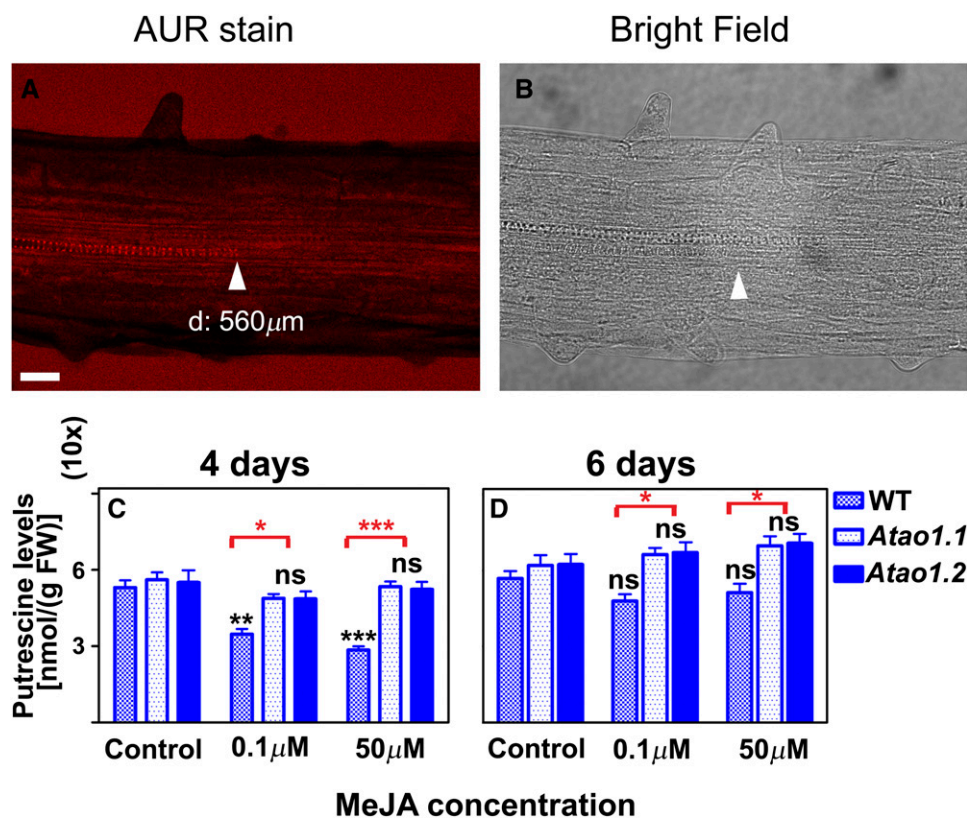 AUR stain
Bright Field
A
B
d: 560μm
4 days
6 days
Putrescine levels
[nmol/(g FW)]
(10x)
C
D
6
3
*
***
ns
ns
**
***
*
*
ns
ns
ns
ns
WT
Atao1.1
Atao1.2
Control
0.1μM
50μM
Control
0.1μM
50μM
MeJA concentration